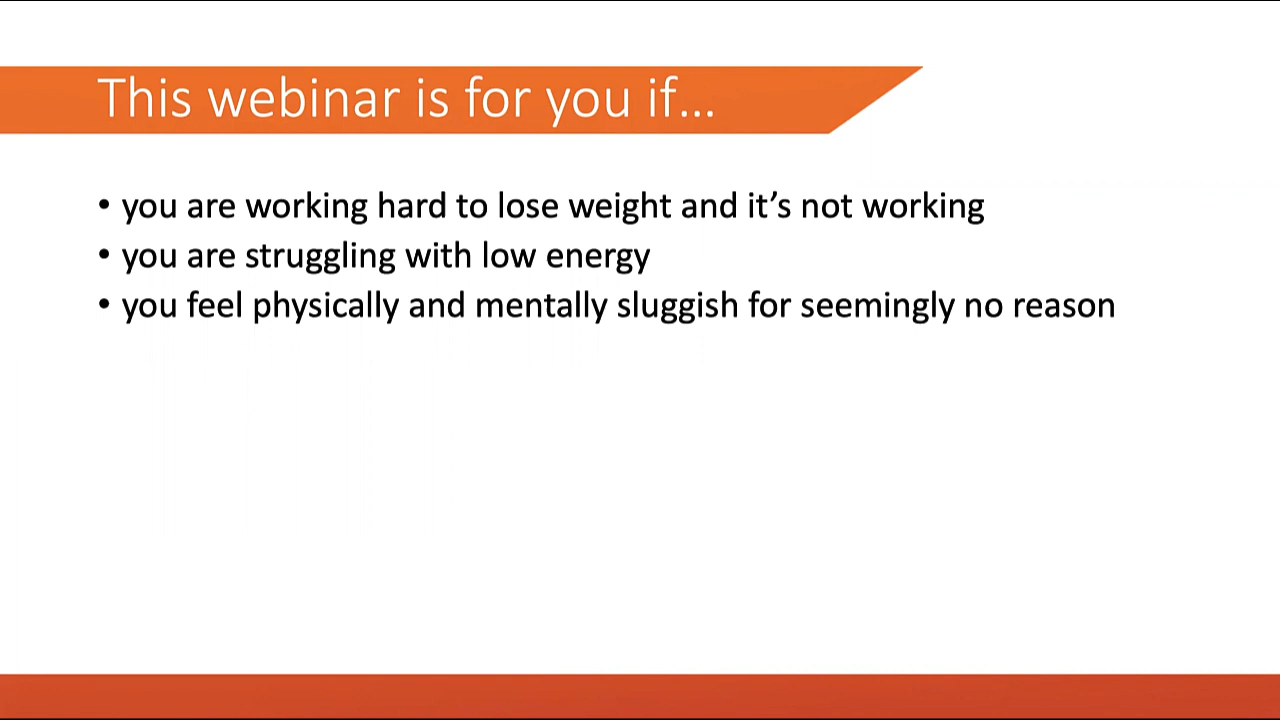 This webinar is for you if...
• you are working hard to lose weight and it’s not working
• you are struggling with low energy
• you feel physically and mentally sluggish for seemingly no reason